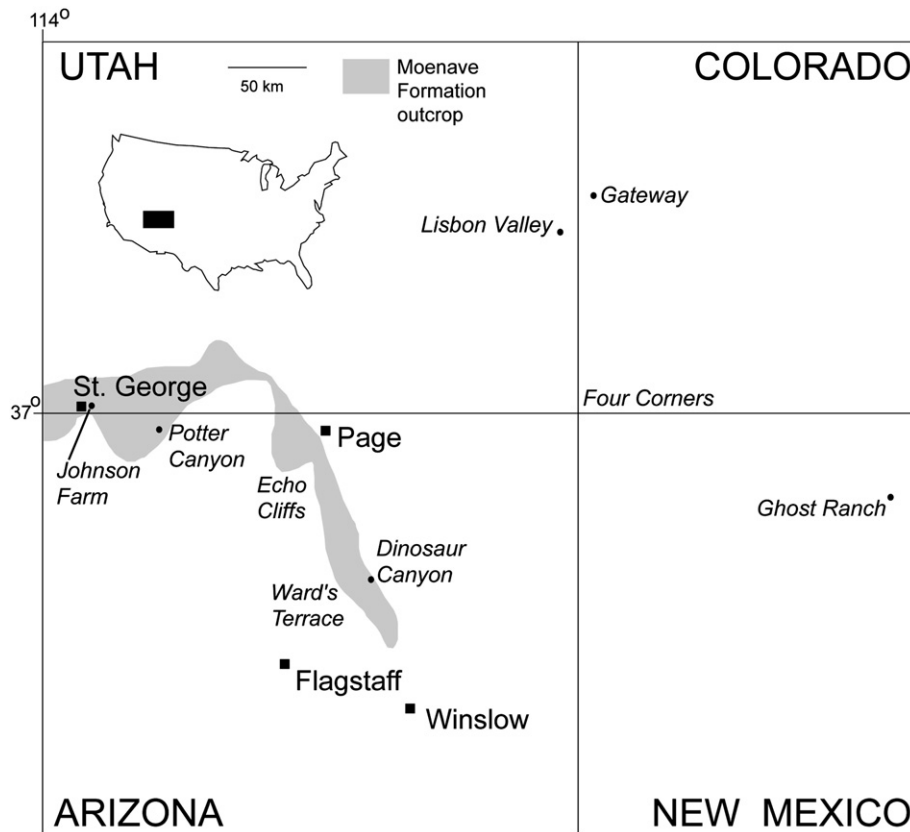 114°
UTAH
50 km
Moenave
Formation
outcrop
COLORADO
Gateway
Lisbon Valley
St. George
37°
Four Corners
Potter
Canyon
Page
Johnson
Farm
Echo
Cliffs
Ghost Ranch
Dinosaur
Canyon
Ward's
Terrace
Flagstaff
Winslow
ARIZONA
NEW MEXICO